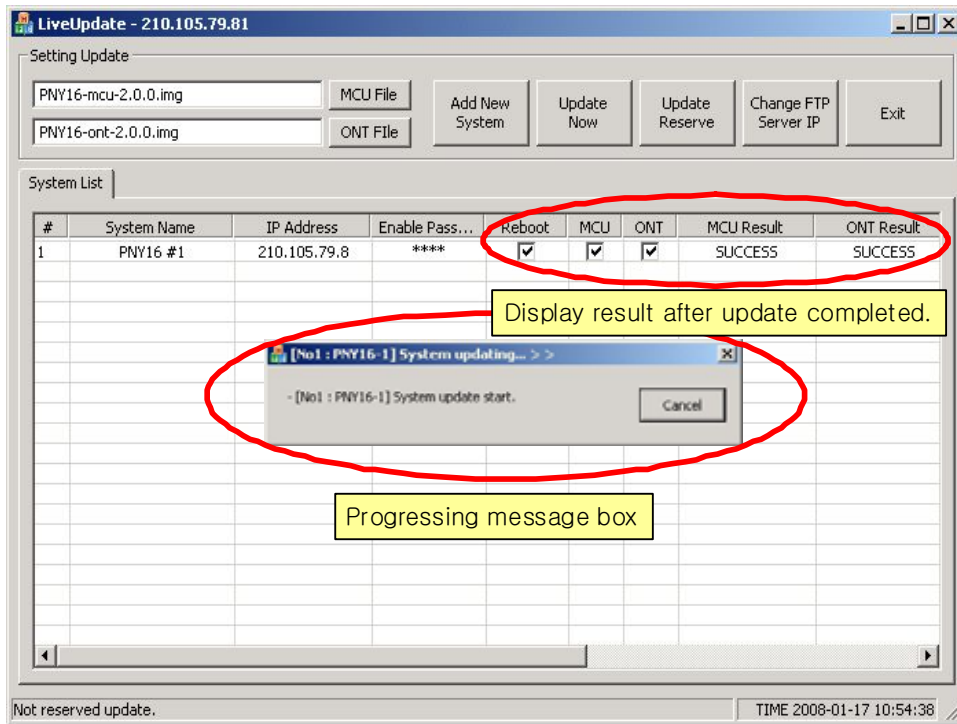 LiveUpdate - 210.105.79.81
Setting Update
PNY16-mcu-2.0.0.img
MCU File
PNY16-ont-2.0.0.img
ONT FIle
Add New
System
Update
Now
Update
Reserve
Change FTP
Server IP
Exit
System List
# System Name IP Address Enable Pass... Reboot MCU ONT MCU Result ONT Result
1 PNY16 #1 210.105.79.8 **** SUCCESS SUCCESS
Display result after update completed.
[No1 : PNY16-1] System updating... > >
- [No1 : PNY16-1] System update start.
Cancel
Progressing message box
Not reserved update.
TIME 2008-01-17 10:54:38